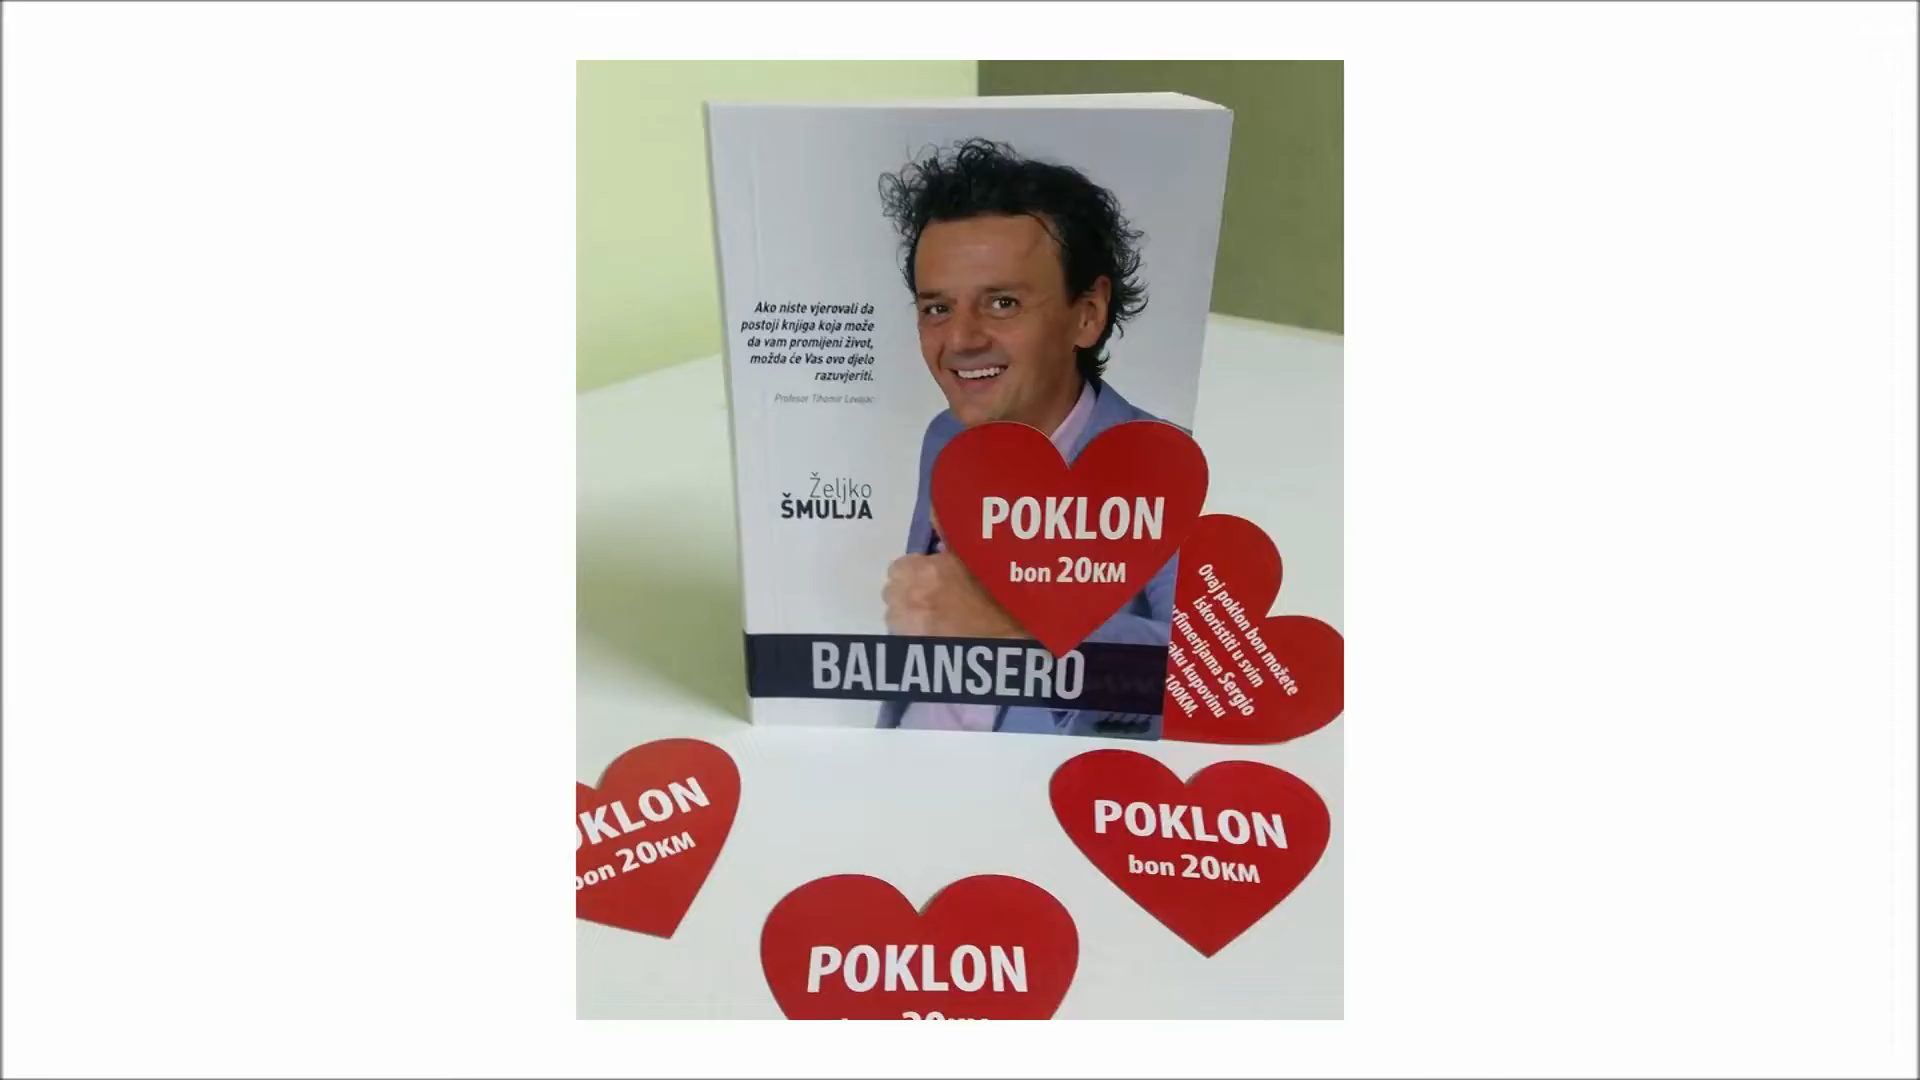 Ako niste vjerovali da
postoji knjiga koja može
da vam promijeni život,
možda će Vas ovo djelo
razuvjeriti.
Profesor Tihomir Levajac
Željko
ŠMULJA
POKLON
bon 20KM
BALANSERO
Ovaj poklon bon možete
iskoristiti u svim
rfimerijama Sergio
aku kupovinu
100KM.
OKLON
bon 20KM
POKLON
bon 20KM
POKLON